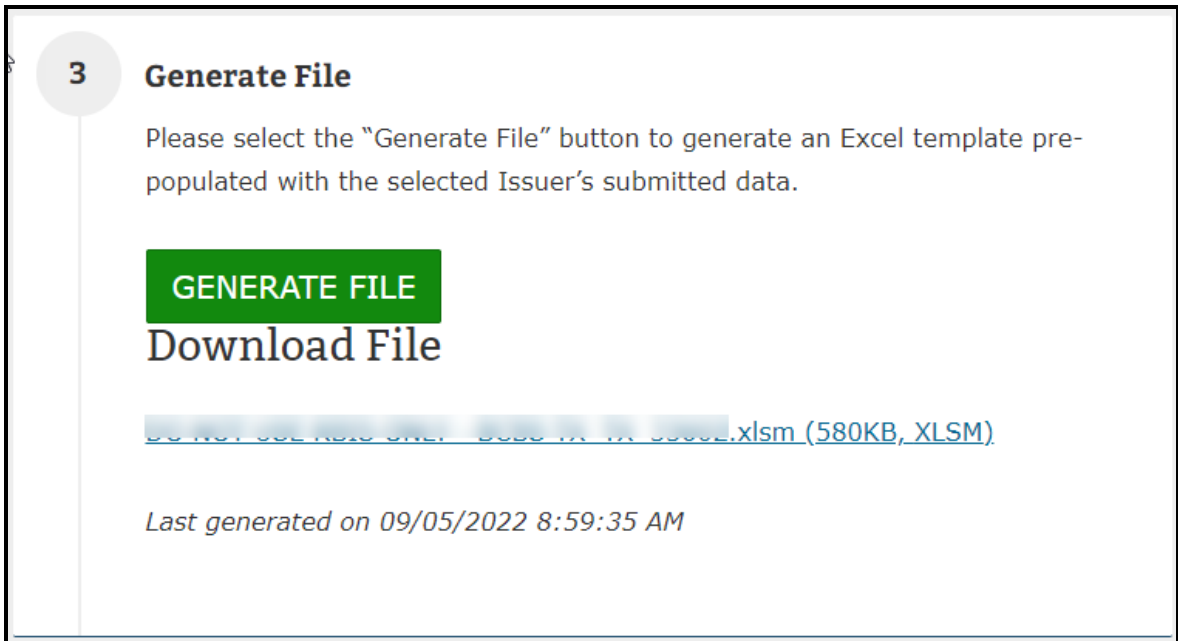 3
Generate File
Please select the “Generate File” button to generate an Excel template pre-
populated with the selected Issuer’s submitted data.
GENERATE FILE
Download File
.xlsm (580KB, XLSM)
Last generated on 09/05/2022 8:59:35 AM